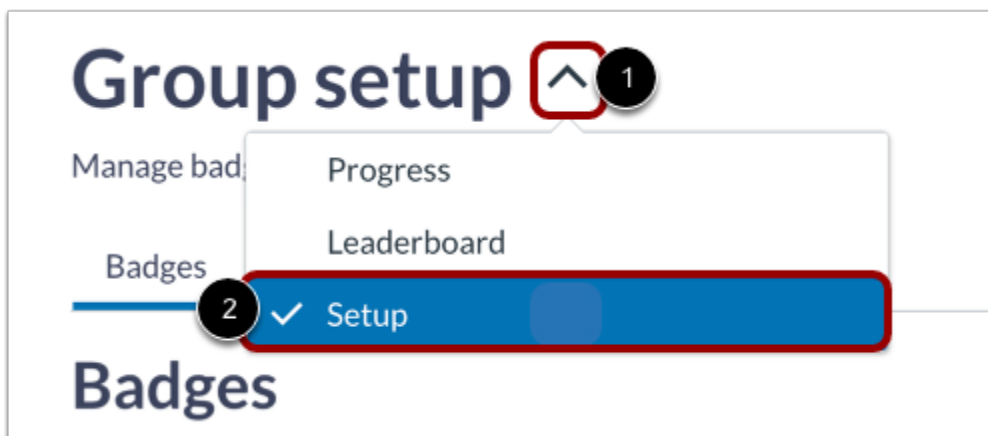 Group setup 1
Manage bad
Progress
Leaderboard
Badges
2 Setup
Badges